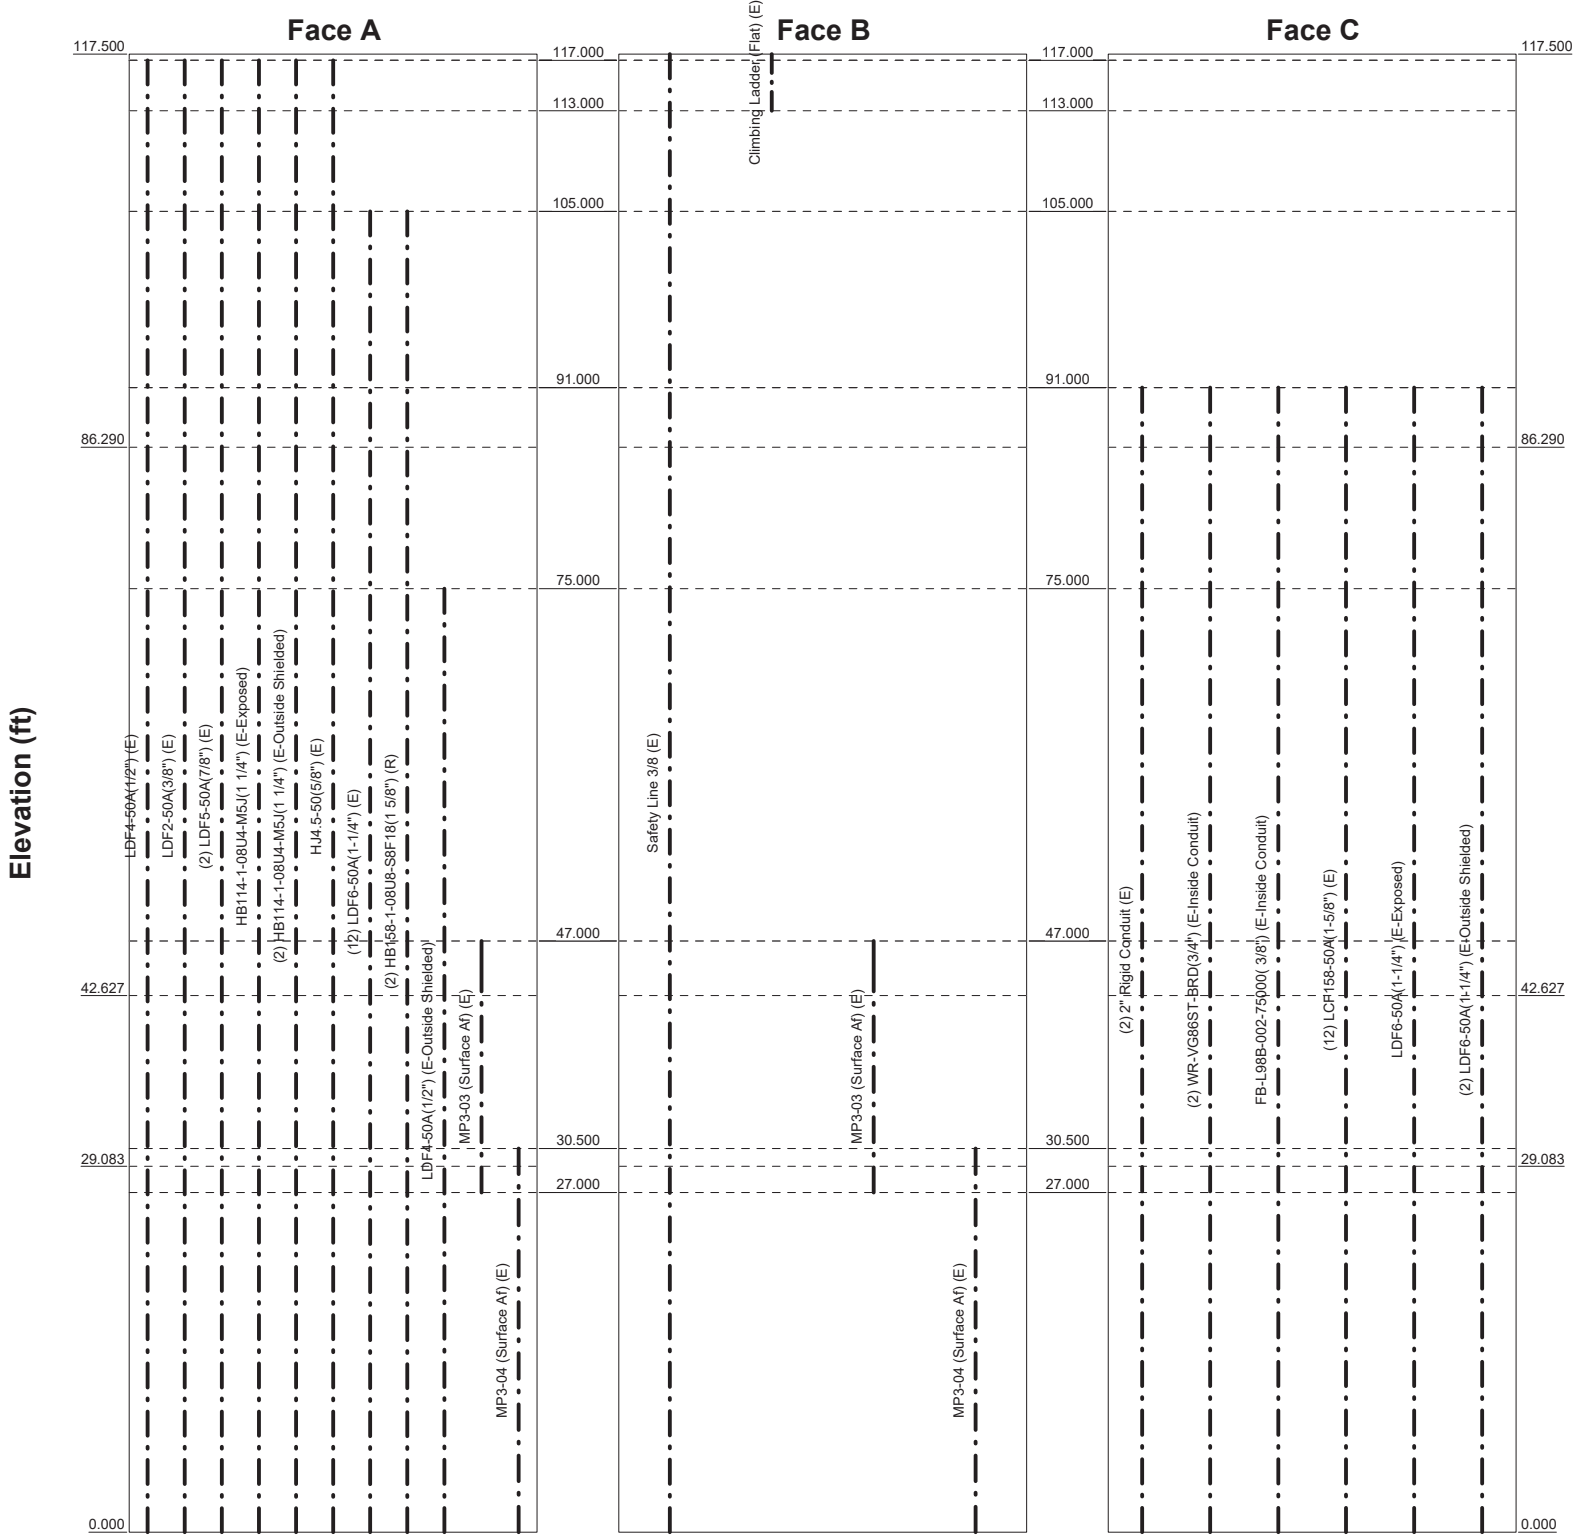 Face A
Face B
Face C
117.500
117.000
117.000
117.500
113.000
113.000
105.000
105.000
91.000
91.000
86.290
86.290
75.000
75.000
47.000
47.000
42.627
42.627
30.500
30.500
29.083
29.083
27.000
27.000
0.000
0.000
Elevation (ft)
LDF4-50A(1/2") (E)
LDF2-50A(3/8") (E)
(2) LDF5-50A(7/8") (E)
HB114-1-08U4-M5J(1 1/4") (E-Exposed)
(2) HB114-1-08U4-M5J(1 1/4") (E-Outside Shielded)
HJ4.5-50(5/8") (E)
(12) LDF6-50A(1-1/4") (E)
(2) HB158-1-08U8-S8F18(1 5/8") (R)
LDF4-50A(1/2") (E-Outside Shielded)
MP3-03 (Surface Af) (E)
MP3-04 (Surface Af) (E)
Safety Line 3/8 (E)
Climbing Ladder (Flat) (E)
MP3-03 (Surface Af) (E)
MP3-04 (Surface Af) (E)
(2) 2" Rigid Conduit (E)
(2) WR-VG86ST-BRD(3/4") (E-Inside Conduit)
FB-L98B-002-75000( 3/8") (E-Inside Conduit)
(12) LCF158-50A(1-5/8") (E)
LDF6-50A(1-1/4") (E-Exposed)
(2) LDF6-50A(1-1/4") (E-Outside Shielded)